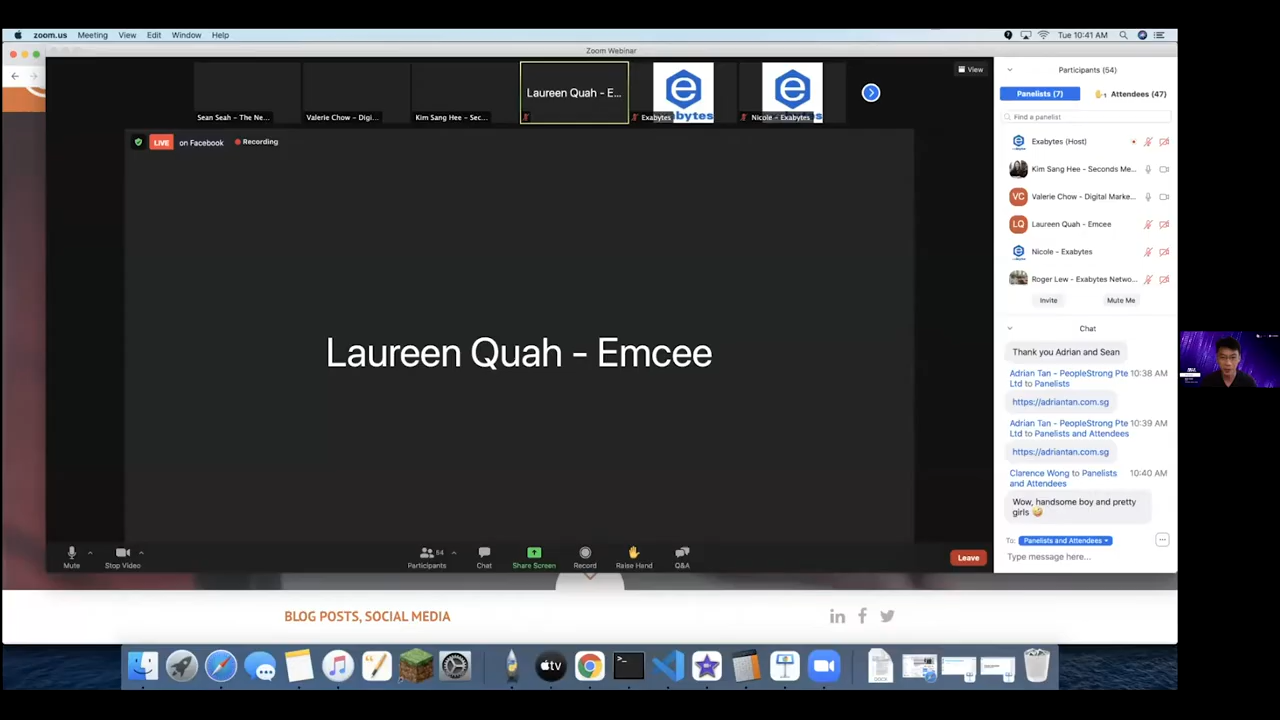 zoom.us Meeting View Edit Window Help
Tue 10:41 AM
Zoom Webinar
Sean Seah - The Ne...
Valerie Chow - Digi...
Kim Sang Hee - Sec...
Laureen Quah - E...
Exabytes
Nicole - Exabytes
View
LIVE on Facebook Recording
Laureen Quah - Emcee
Participants (54)
Panelists (7) Attendees (47)
Find a panelist
Exabytes (Host)
Kim Sang Hee - Seconds Me...
VC Valerie Chow - Digital Marke...
LQ Laureen Quah - Emcee
Nicole - Exabytes
Roger Lew - Exabytes Netwo...
Invite Mute Me
Chat
Thank you Adrian and Sean
Adrian Tan - PeopleStrong Pte 10:38 AM
Ltd to Panelists
https://adriantan.com.sg
Adrian Tan - PeopleStrong Pte 10:39 AM
Ltd to Panelists and Attendees
https://adriantan.com.sg
Clarence Wong to Panelists 10:40 AM
and Attendees
Wow, handsome boy and pretty
girls 🤣
To: Panelists and Attendees
Type message here...
Mute
Stop Video
54
Participants
Chat
Share Screen
Record
Raise Hand
Q&A
Leave
BLOG POSTS, SOCIAL MEDIA
tv
DOCX